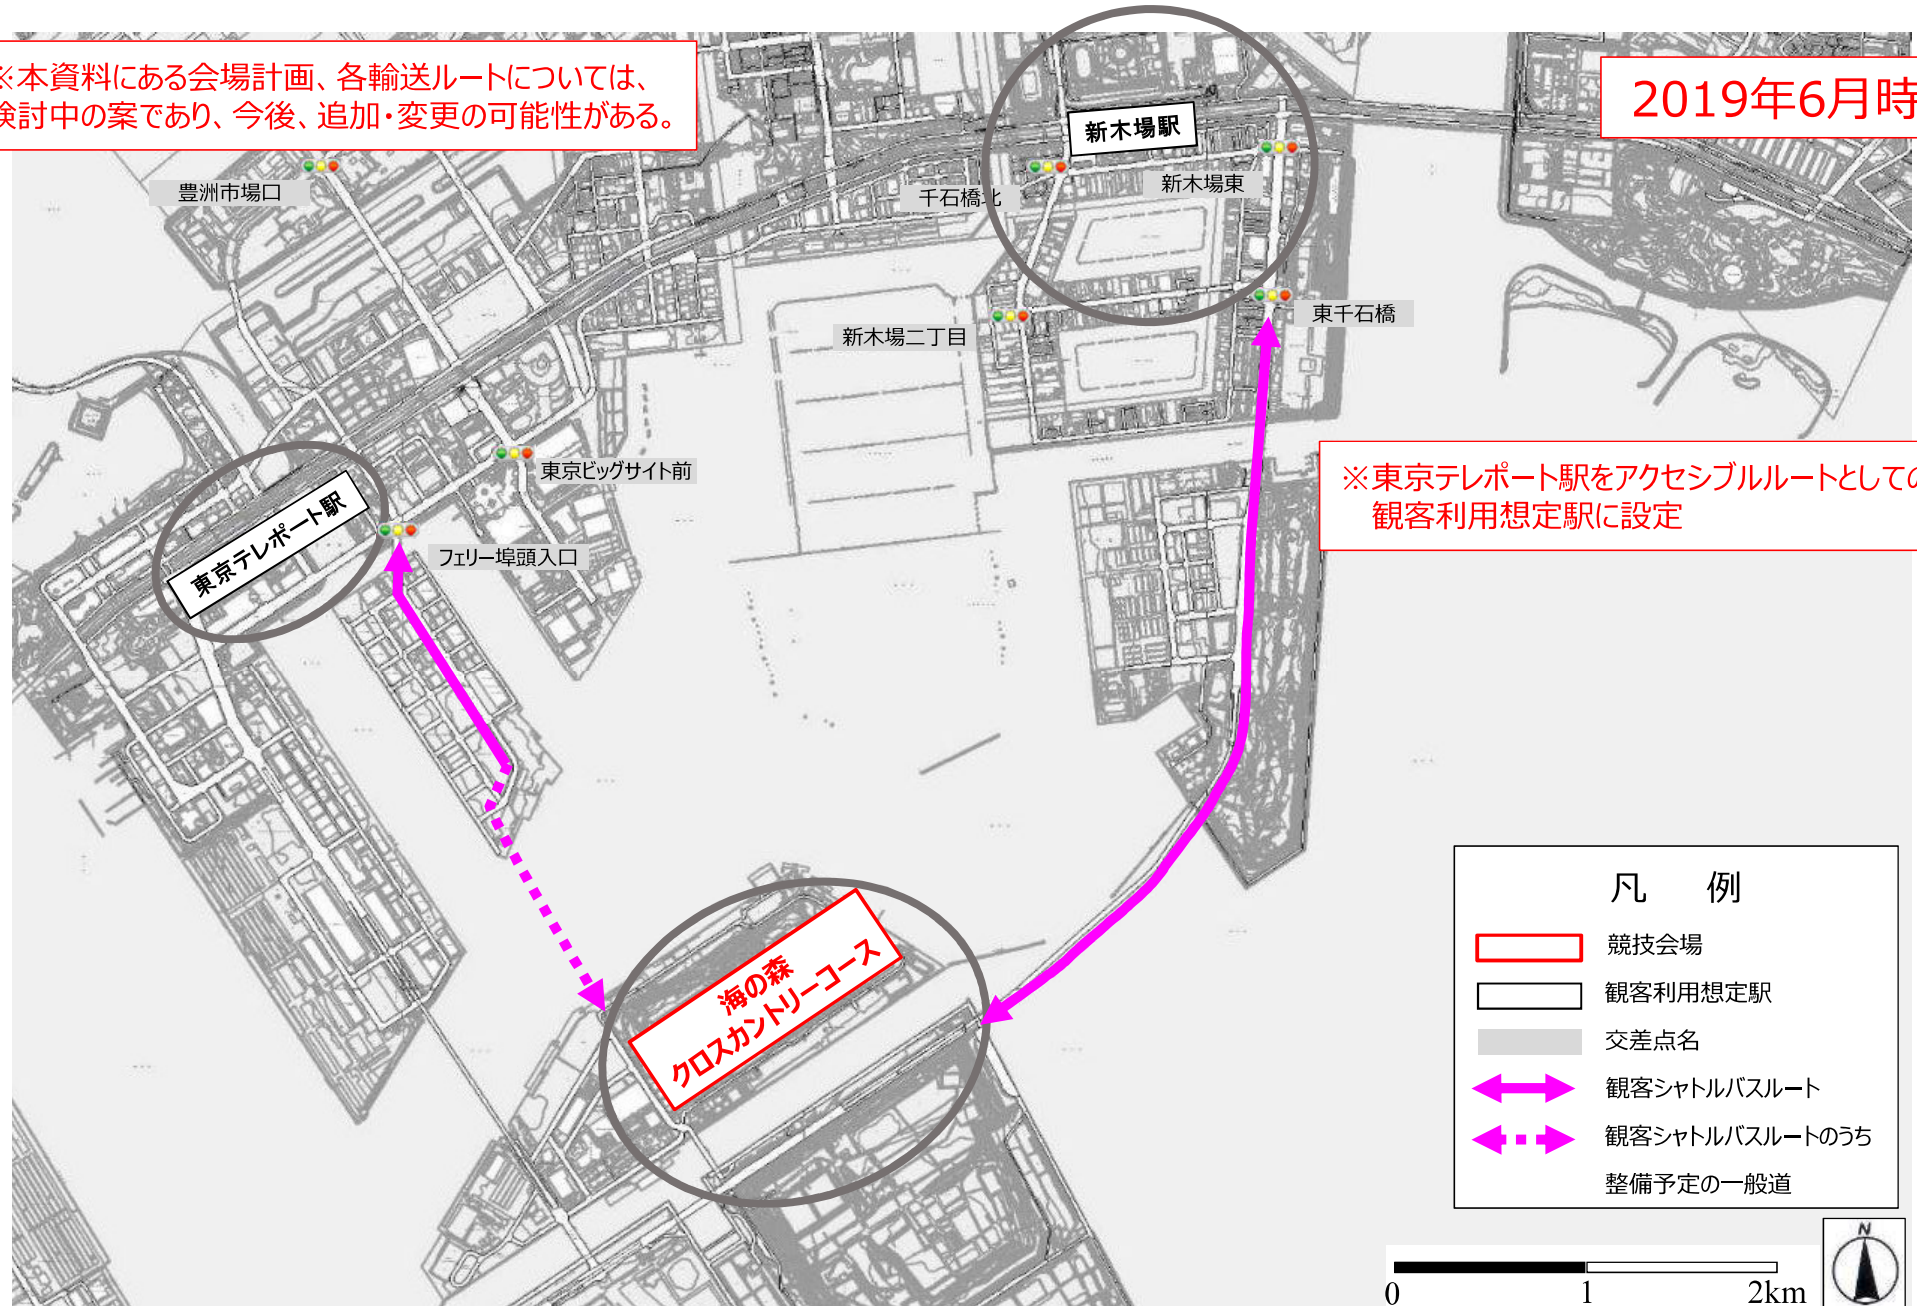 ※本資料にある会場計画、各輸送ルートについては、
検討中の案であり、今後、追加・変更の可能性がある。
2019年6月時
新木場駅
豊洲市場口
千石橋北
新木場東
東千石橋
新木場二丁目
東京ビッグサイト前
※東京テレポート駅をアクセシブルルートとしての
観客利用想定駅に設定
東京テレポート駅
フェリー埠頭入口
海の森
クロスカントリーコース
凡 例
競技会場
観客利用想定駅
交差点名
観客シャトルバスルート
観客シャトルバスルートのうち
整備予定の一般道
N
0 1 2km